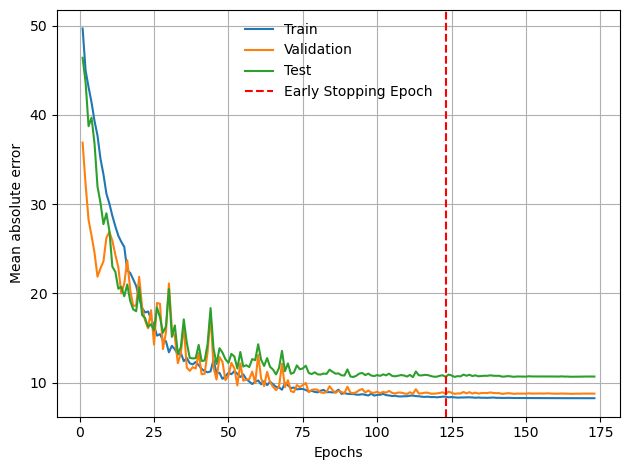 Train
Validation
Test
Early Stopping Epoch
Mean absolute error
50
40
30
20
10
0 25 50 75 100 125 150 175
Epochs